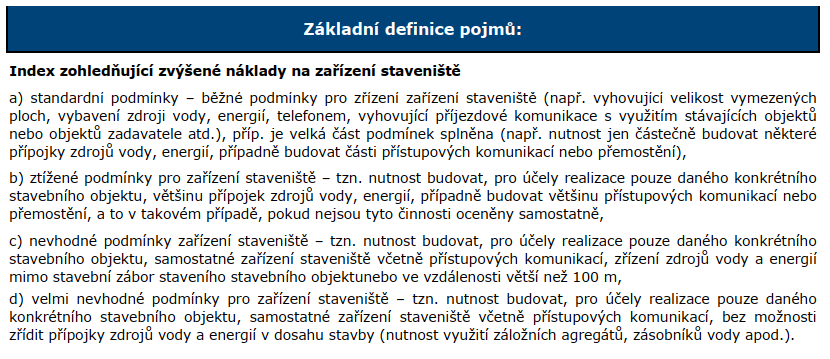 Základní definice pojmů:
Index zohledňující zvýšené náklady na zařízení staveniště
a) standardní podmínky – běžné podmínky pro zřízení zařízení staveniště (např. vyhovující velikost vymezených
ploch, vybavení zdroji vody, energií, telefonem, vyhovující příjezdové komunikace s využitím stávajících objektů
nebo objektů zadavatele atd.), příp. je velká část podmínek splněna (např. nutnost jen částečně budovat některé
přípojky zdrojů vody, energií, případně budovat části přístupových komunikací nebo přemostění),
b) ztížené podmínky pro zařízení staveniště – tzn. nutnost budovat, pro účely realizace pouze daného konkrétního
stavebního objektu, většinu přípojek zdrojů vody, energií, případně budovat většinu přístupových komunikací nebo
přemostění, a to v takovém případě, pokud nejsou tyto činnosti oceněny samostatně,
c) nevhodné podmínky zařízení staveniště – tzn. nutnost budovat, pro účely realizace pouze daného konkrétního
stavebního objektu, samostatné zařízení staveniště včetně přístupových komunikací, zřízení zdrojů vody a energií
mimo stavební zábor staveního stavebního objektunebo ve vzdálenosti větší než 100 m,
d) velmi nevhodné podmínky pro zařízení staveniště – tzn. nutnost budovat, pro účely realizace pouze daného
konkrétního stavebního objektu, samostatné zařízení staveniště včetně přístupových komunikací, bez možnosti
zřídit přípojky zdrojů vody a energií v dosahu stavby (nutnost využití záložních agregátů, zásobníků vody apod.).